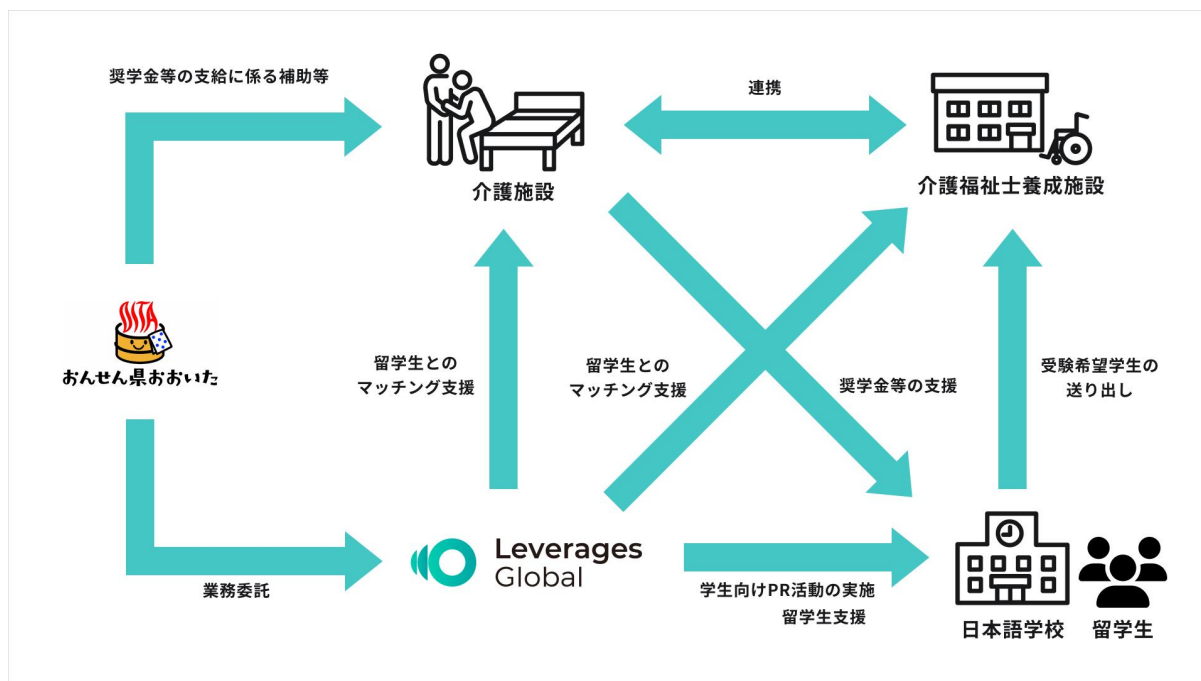 奨学金等の支給に係る補助等
連携
介護施設
介護福祉士養成施設
OITA
おんせん県おおいた
留学生との
マッチング支援
留学生との
マッチング支援
奨学金等の支援
受験希望学生の
送り出し
業務委託
Leverages
Global
学生向けPR活動の実施
留学生支援
日本語学校
留学生